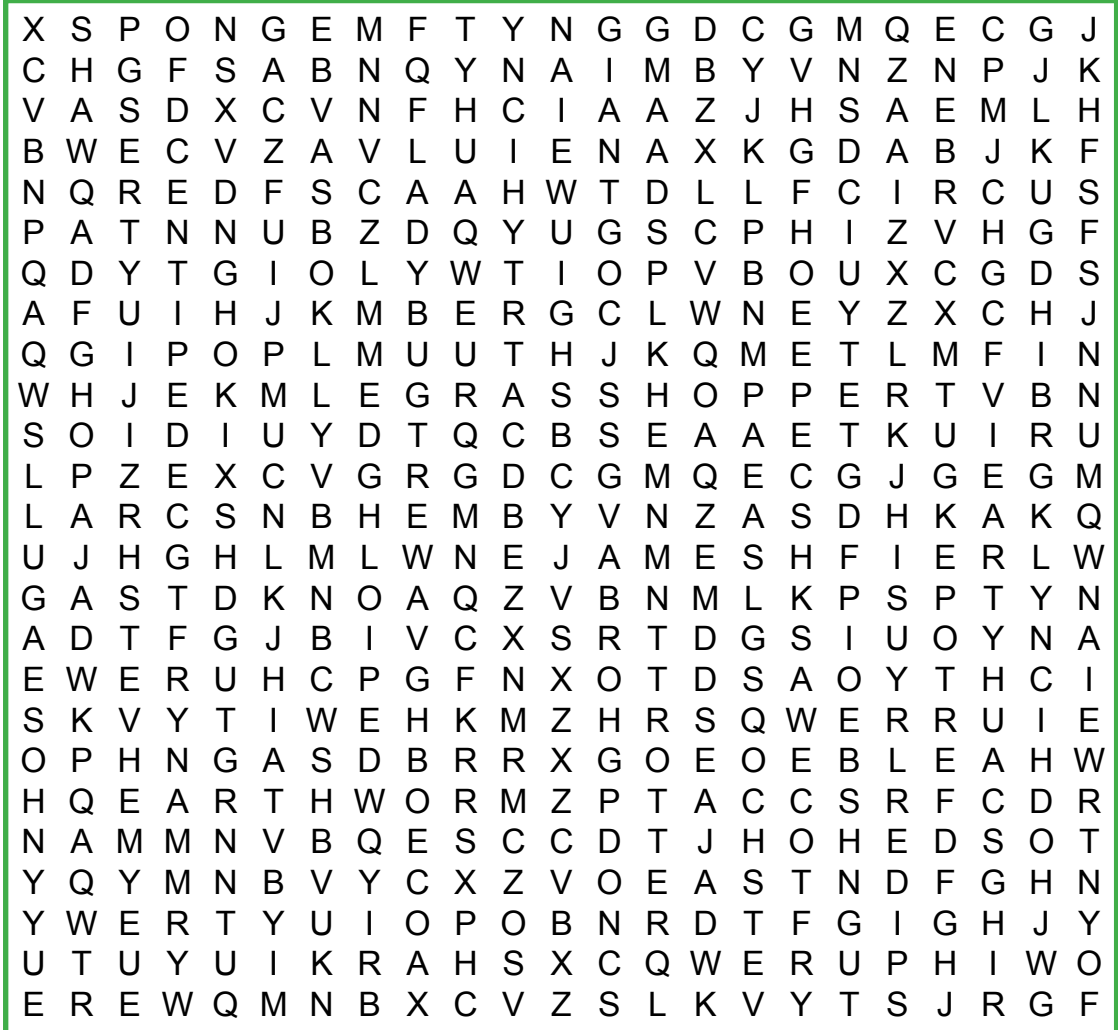 X S P O N G E M F T Y N G G D C G M Q E C G J
C H G F S A B N Q Y N A I M B Y V N Z N P J K
V A S D X C V N F H C I A A Z J H S A E M L H
B W E C V Z A V L U I E N A X K G D A B J K F
N Q R E D F S C A A H W T D L L F C I R C U S
P A T N N U B Z D Q Y U G S C P H I Z V H G F
Q D Y T G I O L Y W T I O P V B O U X C G D S
A F U I H J K M B E R G C L W N E Y Z X C H J
Q G I P O P L M U U T H J K Q M E T L M F I N
W H J E K M L E G R A S S H O P P E R T V B N
S O I D I U Y D T Q C B S E A A E T K U I R U
L P Z E X C V G R G D C G M Q E C G J G E G M
L A R C S N B H E M B Y V N Z A S D H K A K Q
U J H G H L M L W N E J A M E S H F I E R L W
G A S T D K N O A Q Z V B N M L K P S P T Y N
A D T F G J B I V C X S R T D G S I U O Y N A
E W E R U H C P G F N X O T D S A O Y T H C I
S K V Y T I W E H K M Z H R S Q W E R R U I E
O P H N G A S D B R R X G O E O E B L E A H W
H Q E A R T H W O R M Z P T A C C S R F C D R
N A M M N V B Q E S C C D T J H O H E D S O T
Y Q Y M N B V Y C X Z V O E A S T N D F G H N
Y W E R T Y U I O P O B N R D T F G I G H J Y
U T U Y U I K R A H S X C Q W E R U P H I W O
E R E W Q M N B X C V Z S L K V Y T S J R G F